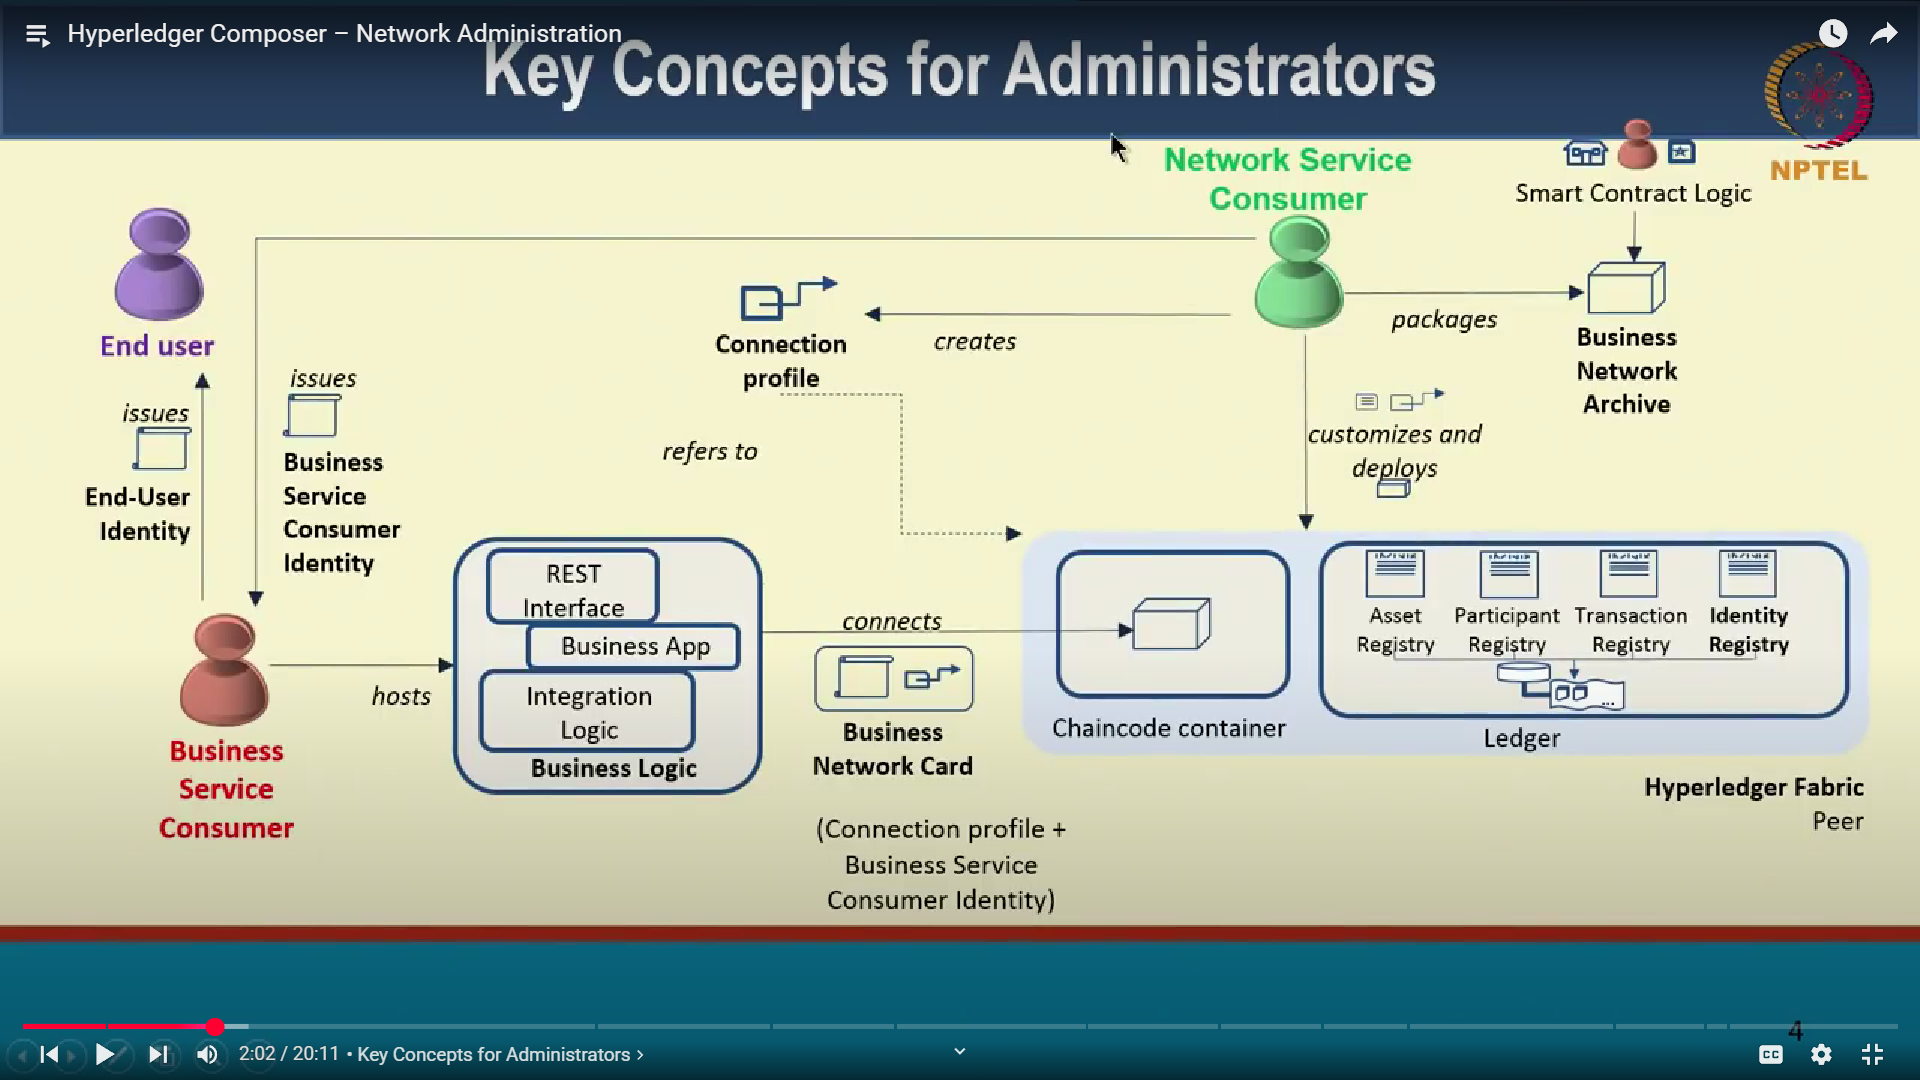 Hyperledger Composer – Network Administration
Key Concepts for Administrators
NPTEL
Network Service
Consumer
Smart Contract Logic
End user
Connection
profile
creates
packages
Business
Network
Archive
issues
issues
End-User
Identity
Business
Service
Consumer
Identity
refers to
customizes and
deploys
REST
Interface
Business App
Integration
Logic
Business Logic
hosts
connects
Business
Network Card
(Connection profile +
Business Service
Consumer Identity)
Chaincode container
Asset
Registry
Participant
Registry
Transaction
Registry
Identity
Registry
Ledger
Business
Service
Consumer
Hyperledger Fabric
Peer
4
2:02 / 20:11 • Key Concepts for Administrators
CC